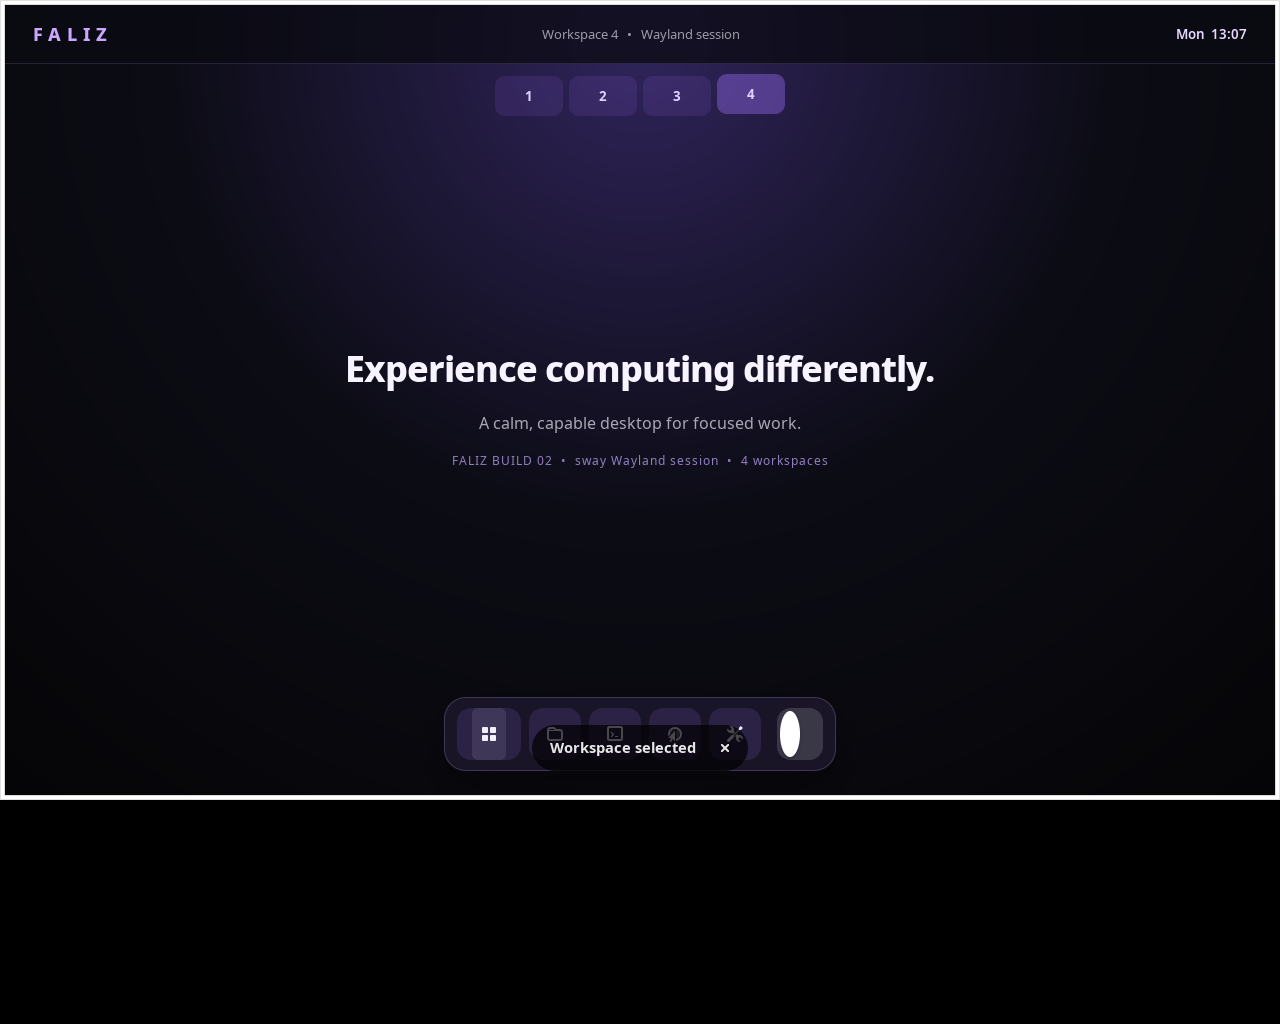 FALIZ
Workspace 4 • Wayland session
Mon 13:07
1 2 3 4
Experience computing differently.
A calm, capable desktop for focused work.
FALIZ BUILD 02 • sway Wayland session • 4 workspaces
Workspace selected